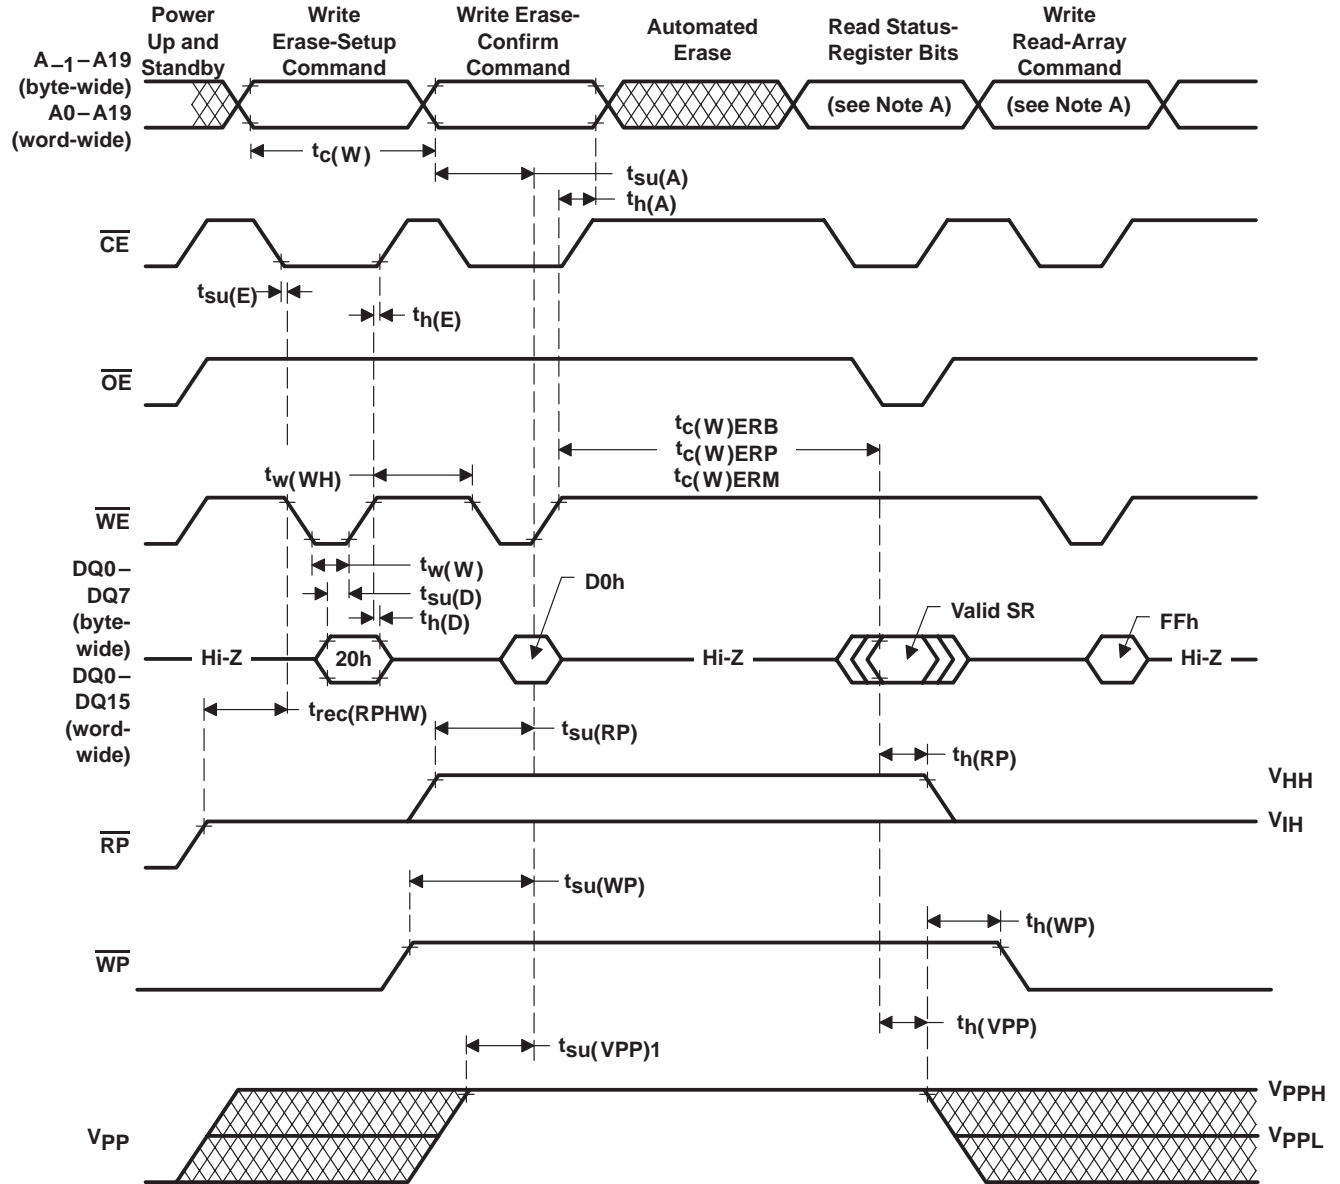 Power
Up and
Standby
Write
Erase-Setup
Command
Write Erase-
Confirm
Command
Automated
Erase
Read Status-
Register Bits
Write
Read-Array
Command
A–1–A19
(byte-wide)
A0–A19
(word-wide)
(see Note A)
(see Note A)
tc(W)
tsu(A)
th(A)
CE
tsu(E)
th(E)
OE
tc(W)ERB
tc(W)ERP
tc(W)ERM
tw(WH)
WE
tw(W)
tsu(D)
th(D)
DQ0–
DQ7
(byte-
wide)
DQ0–
DQ15
(word-
wide)
D0h
Valid SR
FFh
Hi-Z
20h
Hi-Z
Hi-Z
trec(RPHW)
tsu(RP)
th(RP)
VHH
VIH
RP
tsu(WP)
th(WP)
WP
th(VPP)
tsu(VPP)1
VPPH
VPP
VPPL